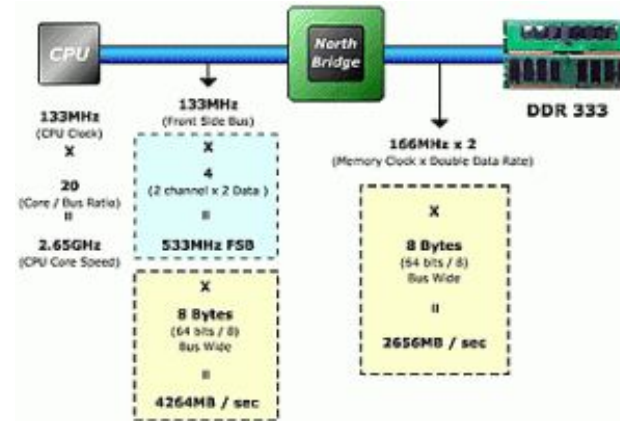 CPU
North
Bridge
DDR 333
133MHz
(CPU Clock)
X
20
(Core / Bus Ratio)
=
2.65GHz
(CPU Core Speed)
133MHz
(Front Side Bus)
X
4
(2 channel x 2 Data )
=
533MHz FSB
X
8 Bytes
(64 bits / 8)
Bus Wide
=
4264MB / sec
166MHz x 2
(Memory Clock x Double Data Rate)
X
8 Bytes
(64 bits / 8)
Bus Wide
=
2656MB / sec